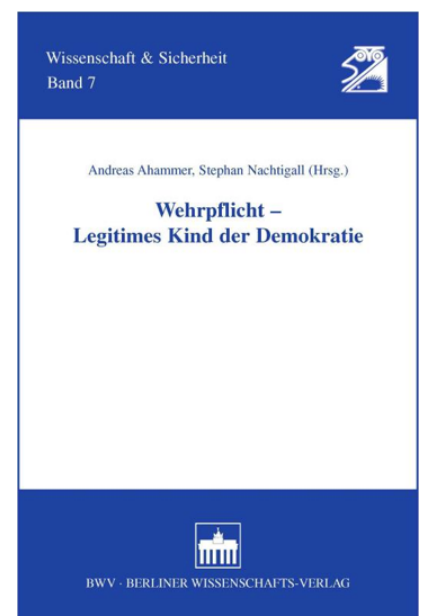 Wissenschaft & Sicherheit
Band 7
Andreas Ahammer, Stephan Nachtigall (Hrsg.)
Wehrpflicht –
Legitimes Kind der Demokratie
BWV · BERLINER WISSENSCHAFTS-VERLAG